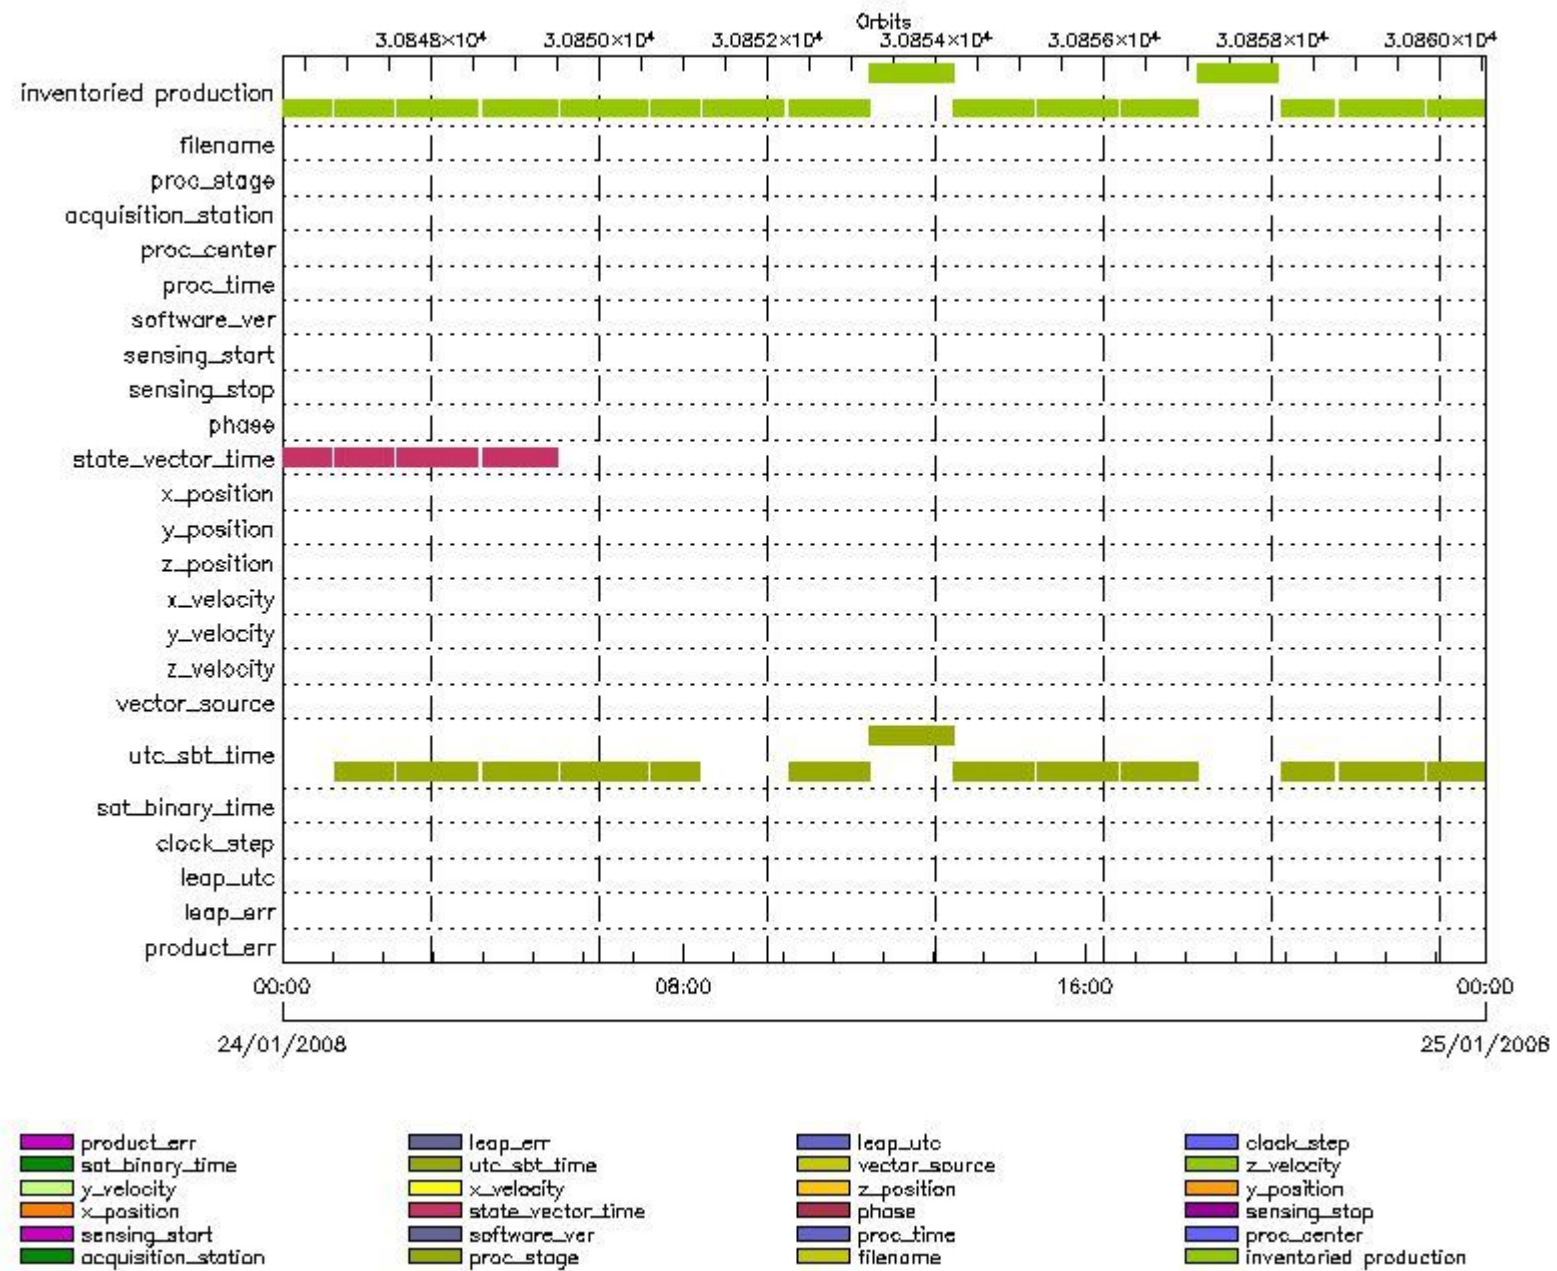 Orbits
3.0848×10⁴ 3.0850×10⁴ 3.0852×10⁴ 3.0854×10⁴ 3.0856×10⁴ 3.0858×10⁴ 3.0860×10⁴
inventoried production
filename
proc_stage
acquisition_station
proc_center
proc_time
software_ver
sensing_start
sensing_stop
phase
state_vector_time
x_position
y_position
z_position
x_velocity
y_velocity
z_velocity
vector_source
utc_sbt_time
sat_binary_time
clock_step
leap_utc
leap_err
product_err
00:00 08:00 16:00 00:00
24/01/2008 25/01/2008
product_err leap_err leap_utc clock_step
sat_binary_time utc_sbt_time vector_source z_velocity
y_velocity x_velocity z_position y_position
x_position state_vector_time phase sensing_stop
sensing_start software_ver proc_time proc_center
acquisition_station proc_stage filename inventoried production